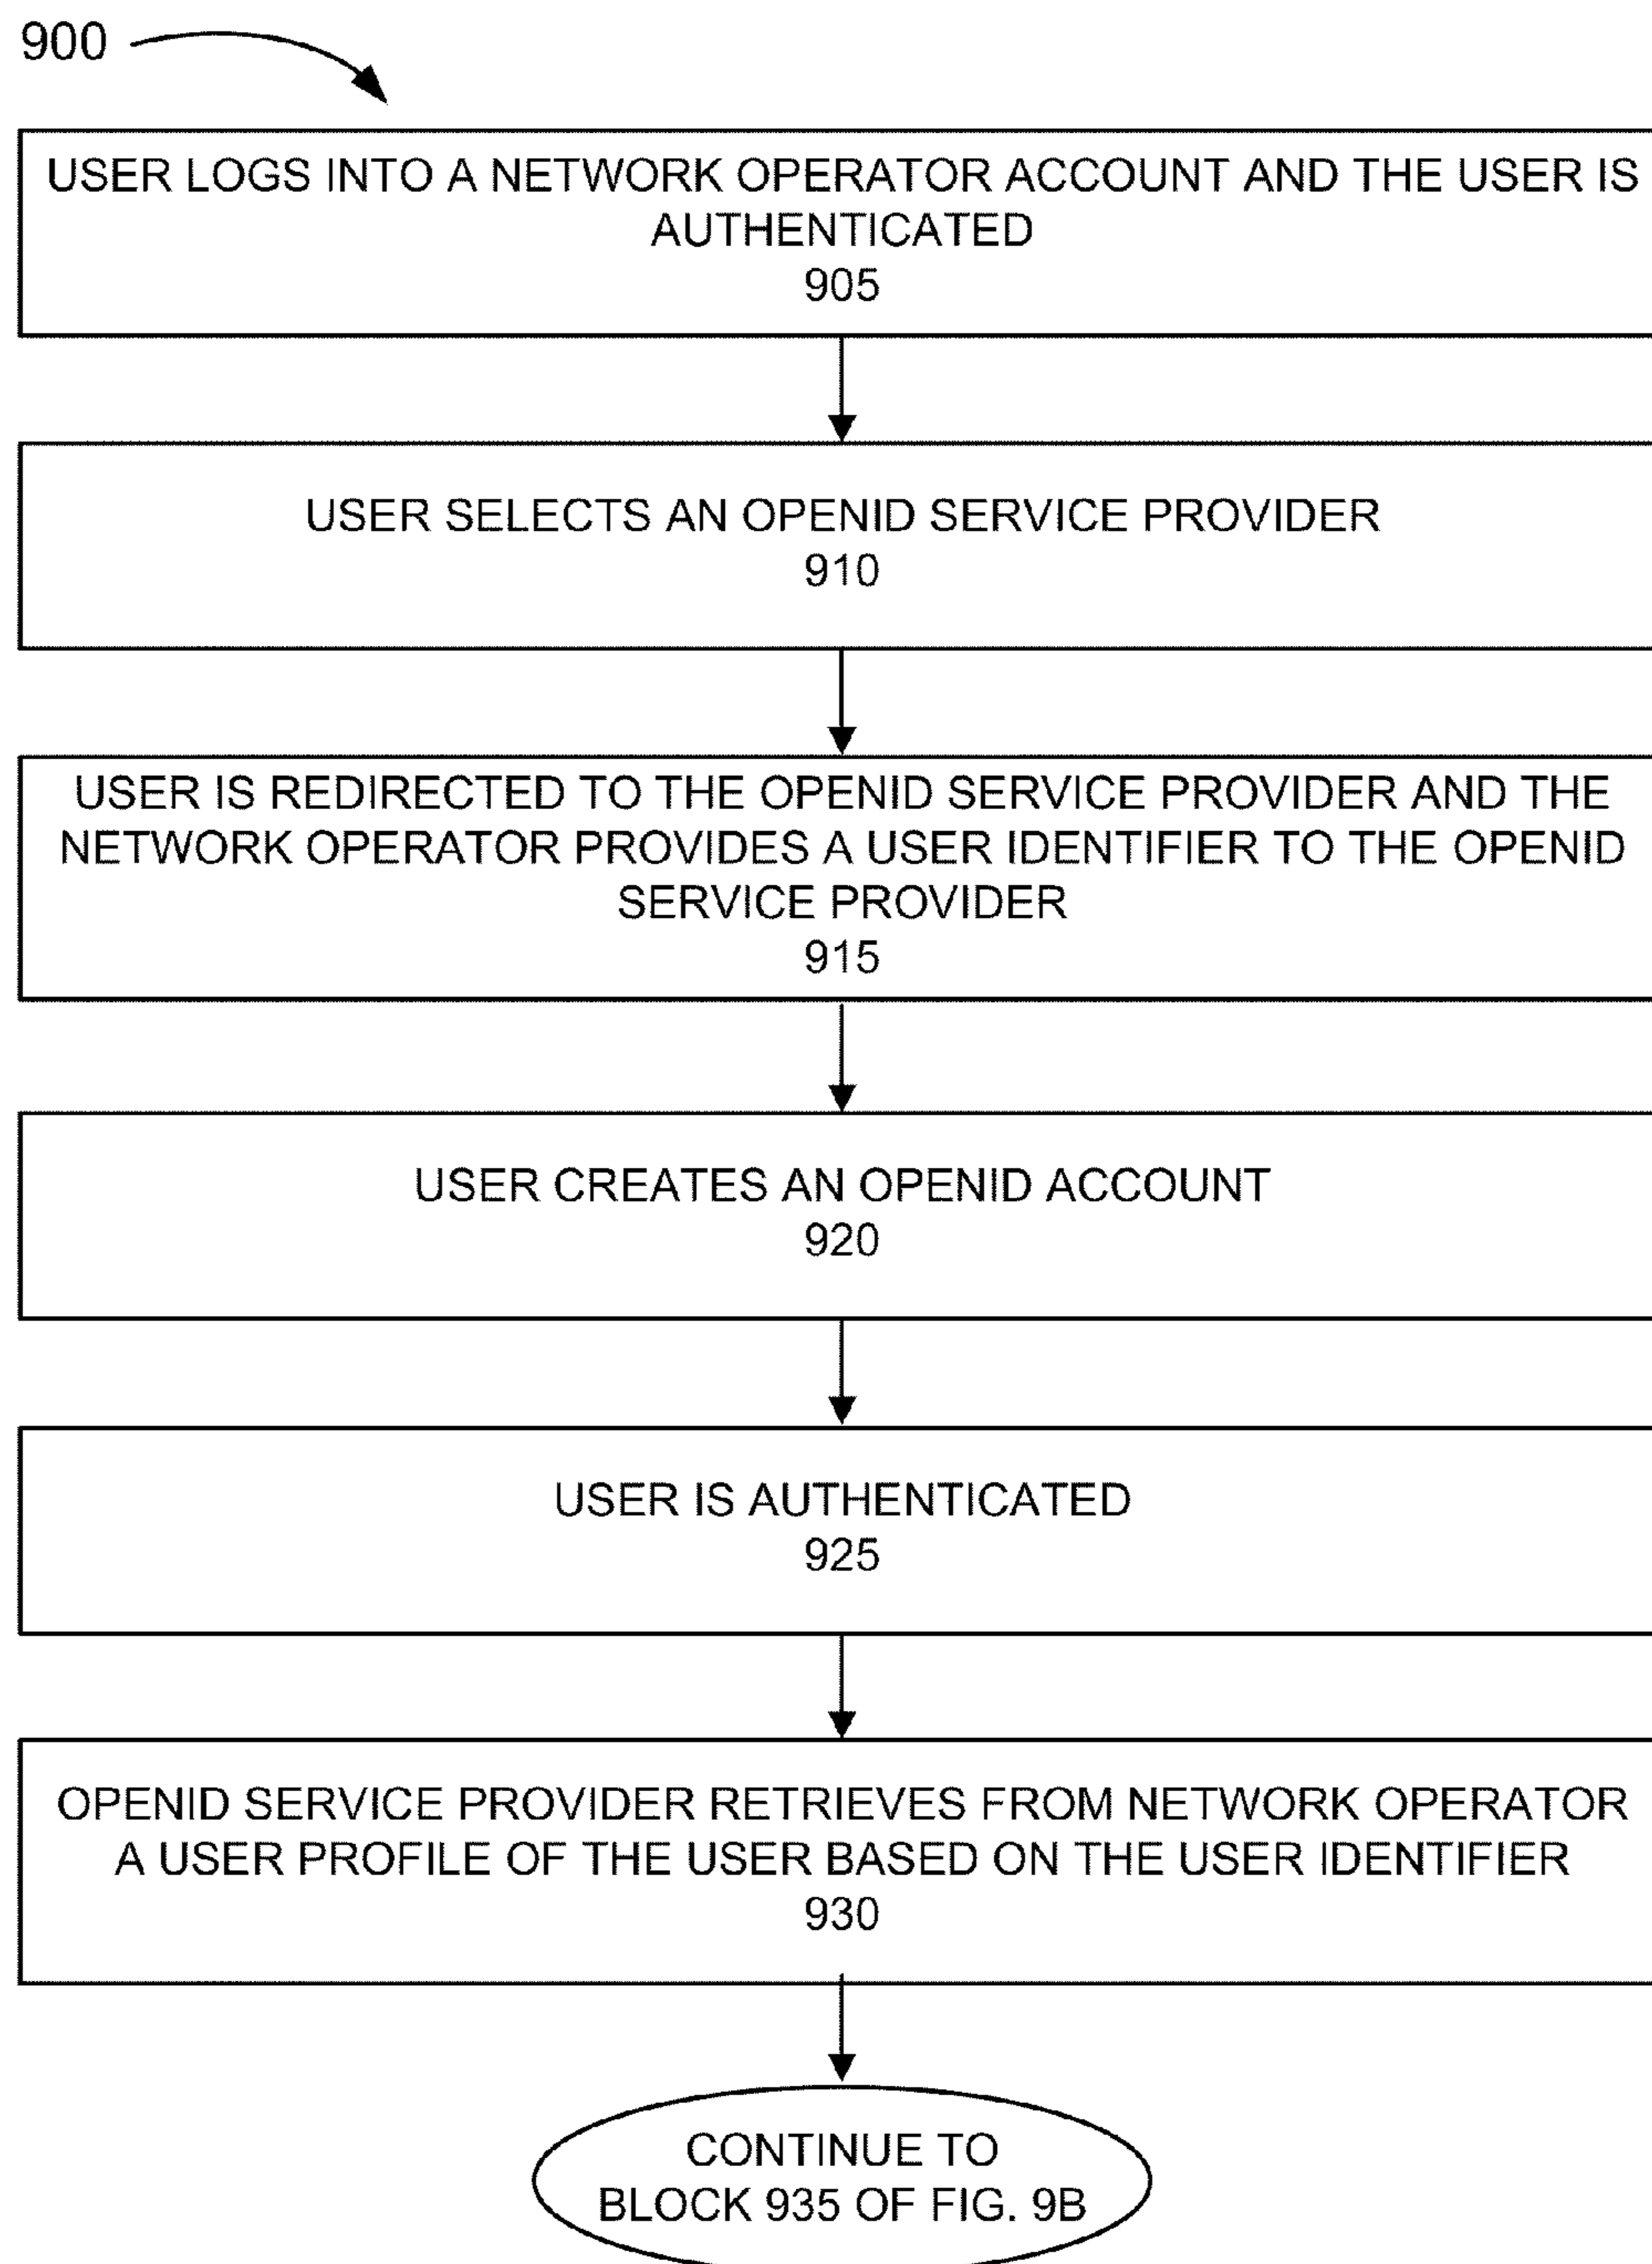 900
USER LOGS INTO A NETWORK OPERATOR ACCOUNT AND THE USER IS
AUTHENTICATED
905
USER SELECTS AN OPENID SERVICE PROVIDER
910
USER IS REDIRECTED TO THE OPENID SERVICE PROVIDER AND THE
NETWORK OPERATOR PROVIDES A USER IDENTIFIER TO THE OPENID
SERVICE PROVIDER
915
USER CREATES AN OPENID ACCOUNT
920
USER IS AUTHENTICATED
925
OPENID SERVICE PROVIDER RETRIEVES FROM NETWORK OPERATOR
A USER PROFILE OF THE USER BASED ON THE USER IDENTIFIER
930
CONTINUE TO
BLOCK 935 OF FIG. 9B